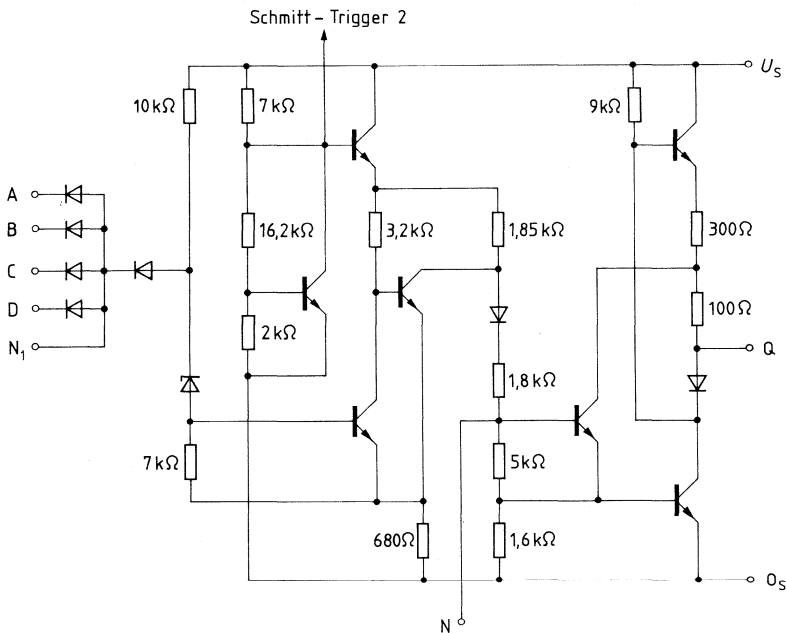 Schmitt – Trigger 2
U_S
10kΩ
7kΩ
9kΩ
A
B
C
D
N₁
16,2kΩ
3,2kΩ
1,85kΩ
300Ω
2kΩ
100Ω
Q
1,8kΩ
7kΩ
5kΩ
680Ω
1,6kΩ
0_S
N